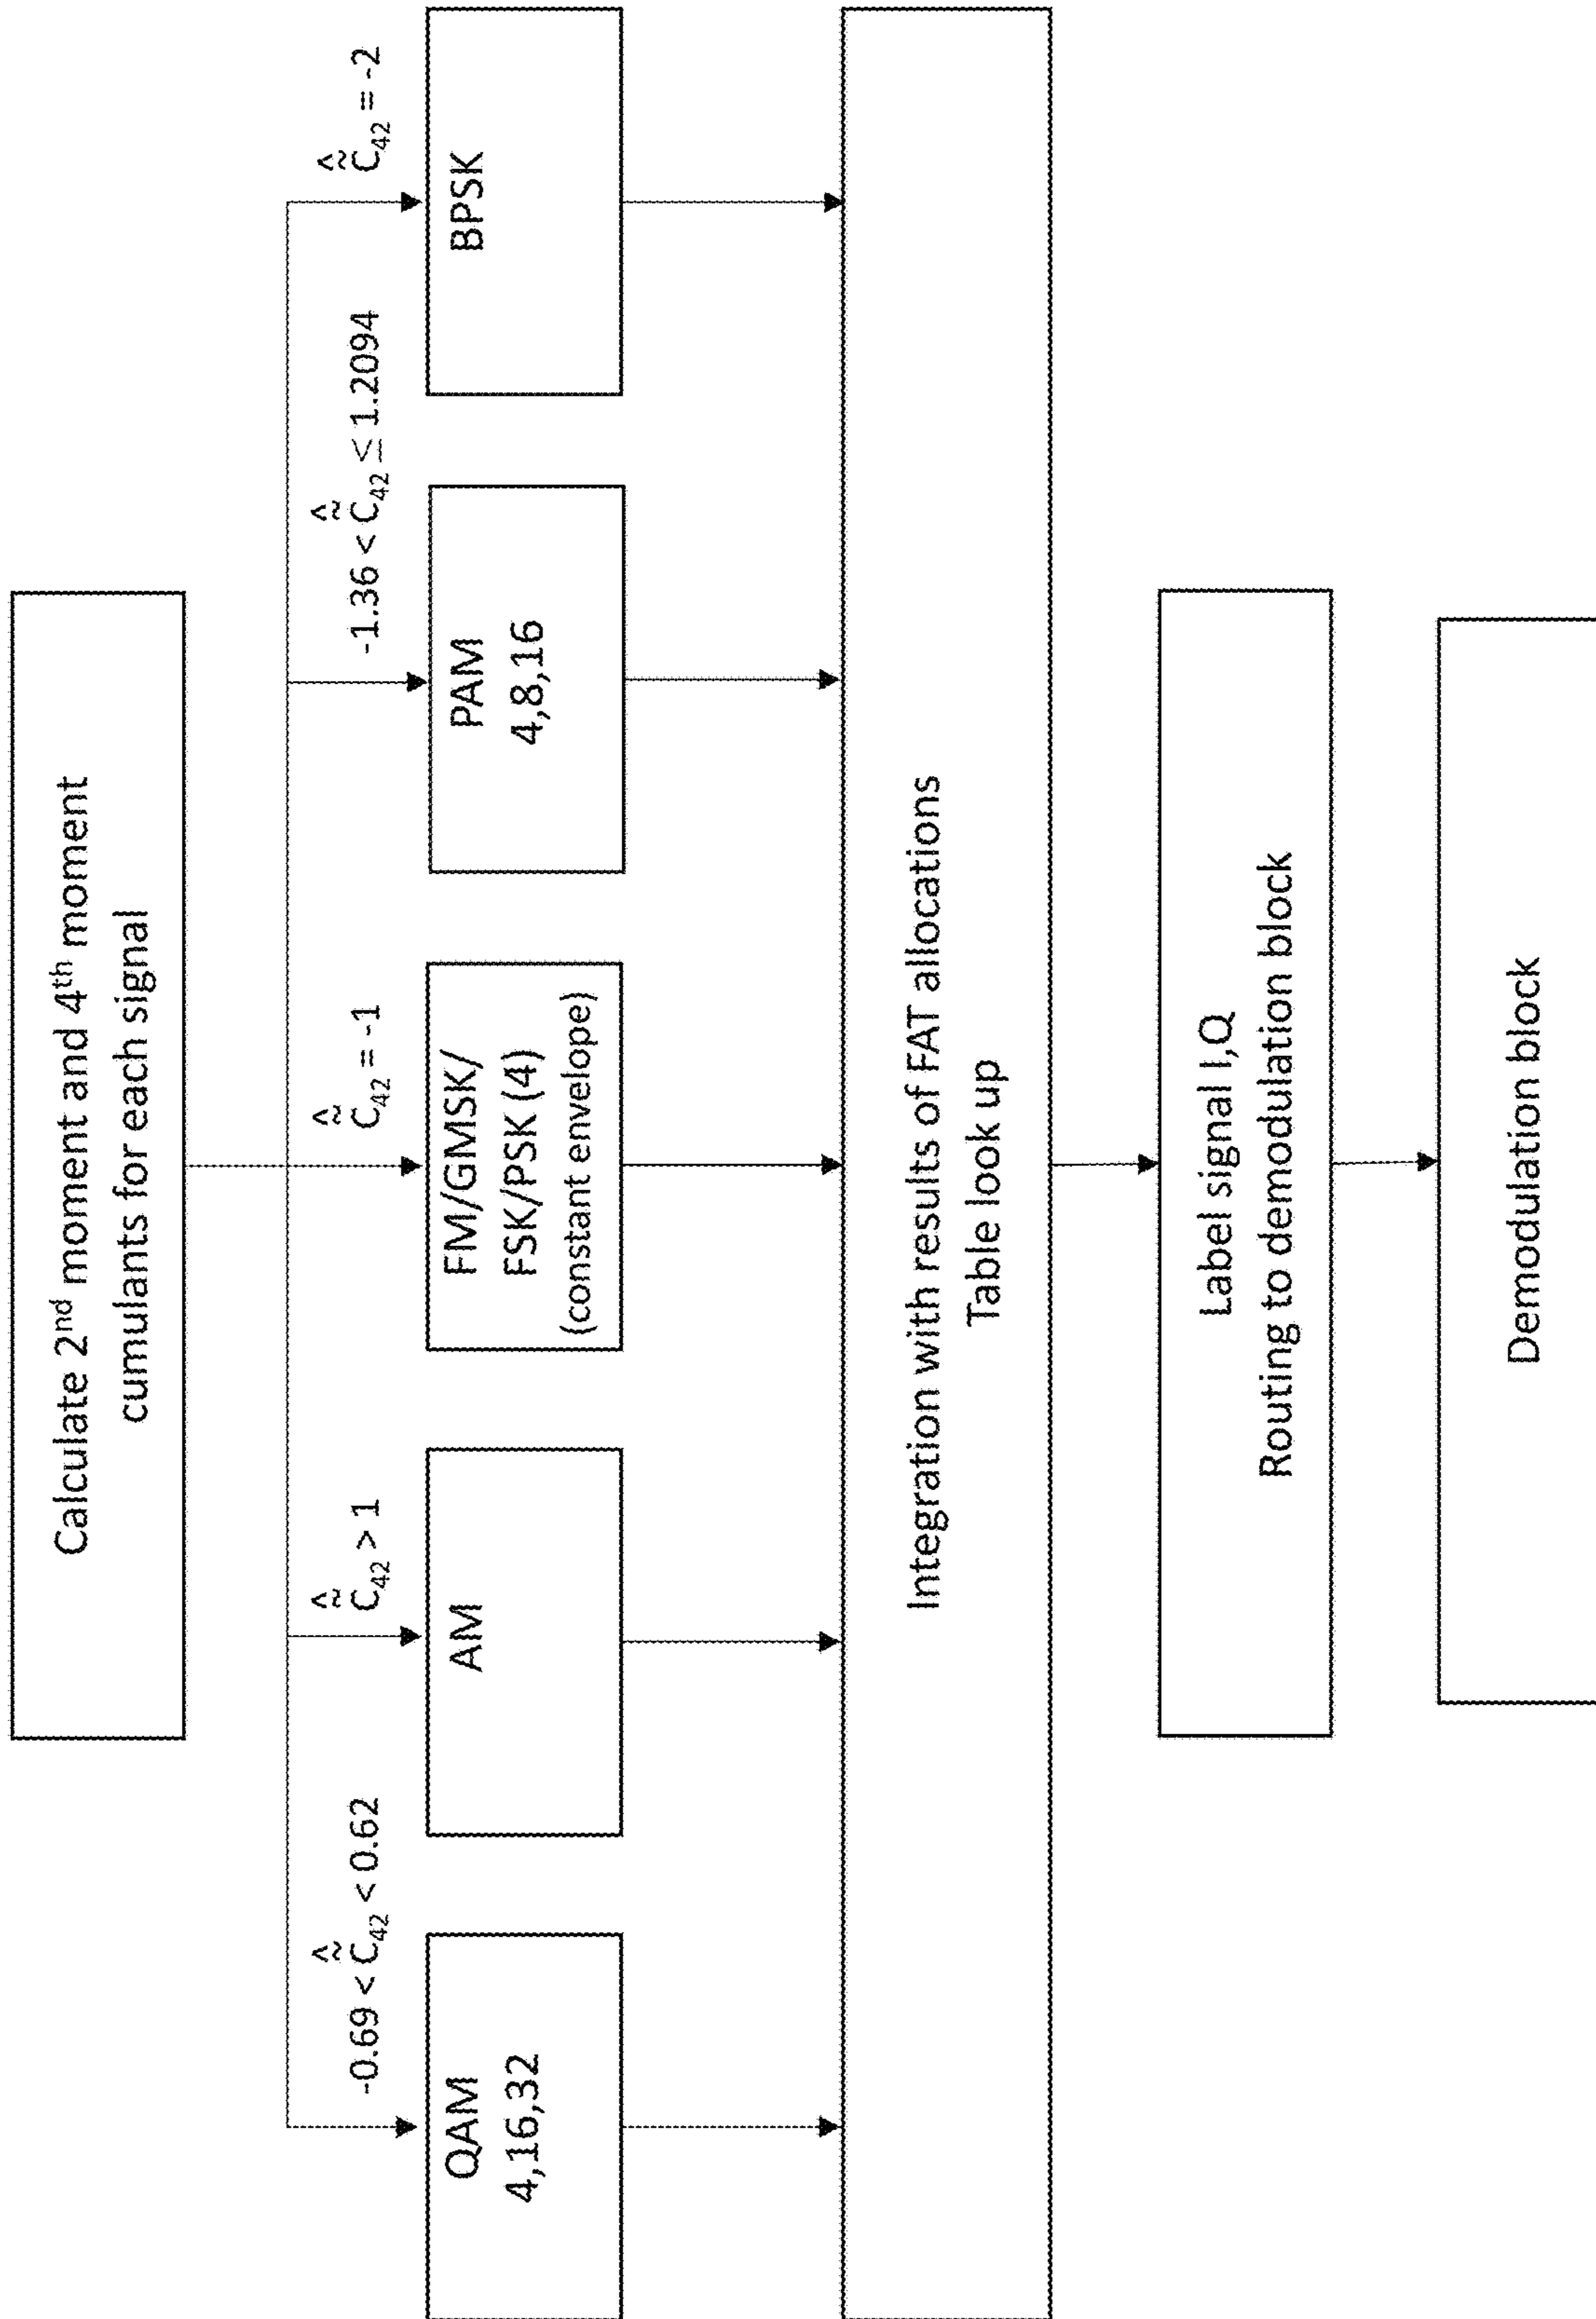 Calculate 2nd moment and 4th moment
cumulants for each signal
-0.69 < C̃̂42 < 0.62
C̃̂42 > 1
C̃̂42 = -1
-1.36 < C̃̂42 ≤ 1.2094
C̃̂42 = -2
QAM
4,16,32
AM
FM/GMSK/
FSK/PSK (4)
(constant envelope)
PAM
4,8,16
BPSK
Integration with results of FAT allocations
Table look up
Label signal I,Q
Routing to demodulation block
Demodulation block